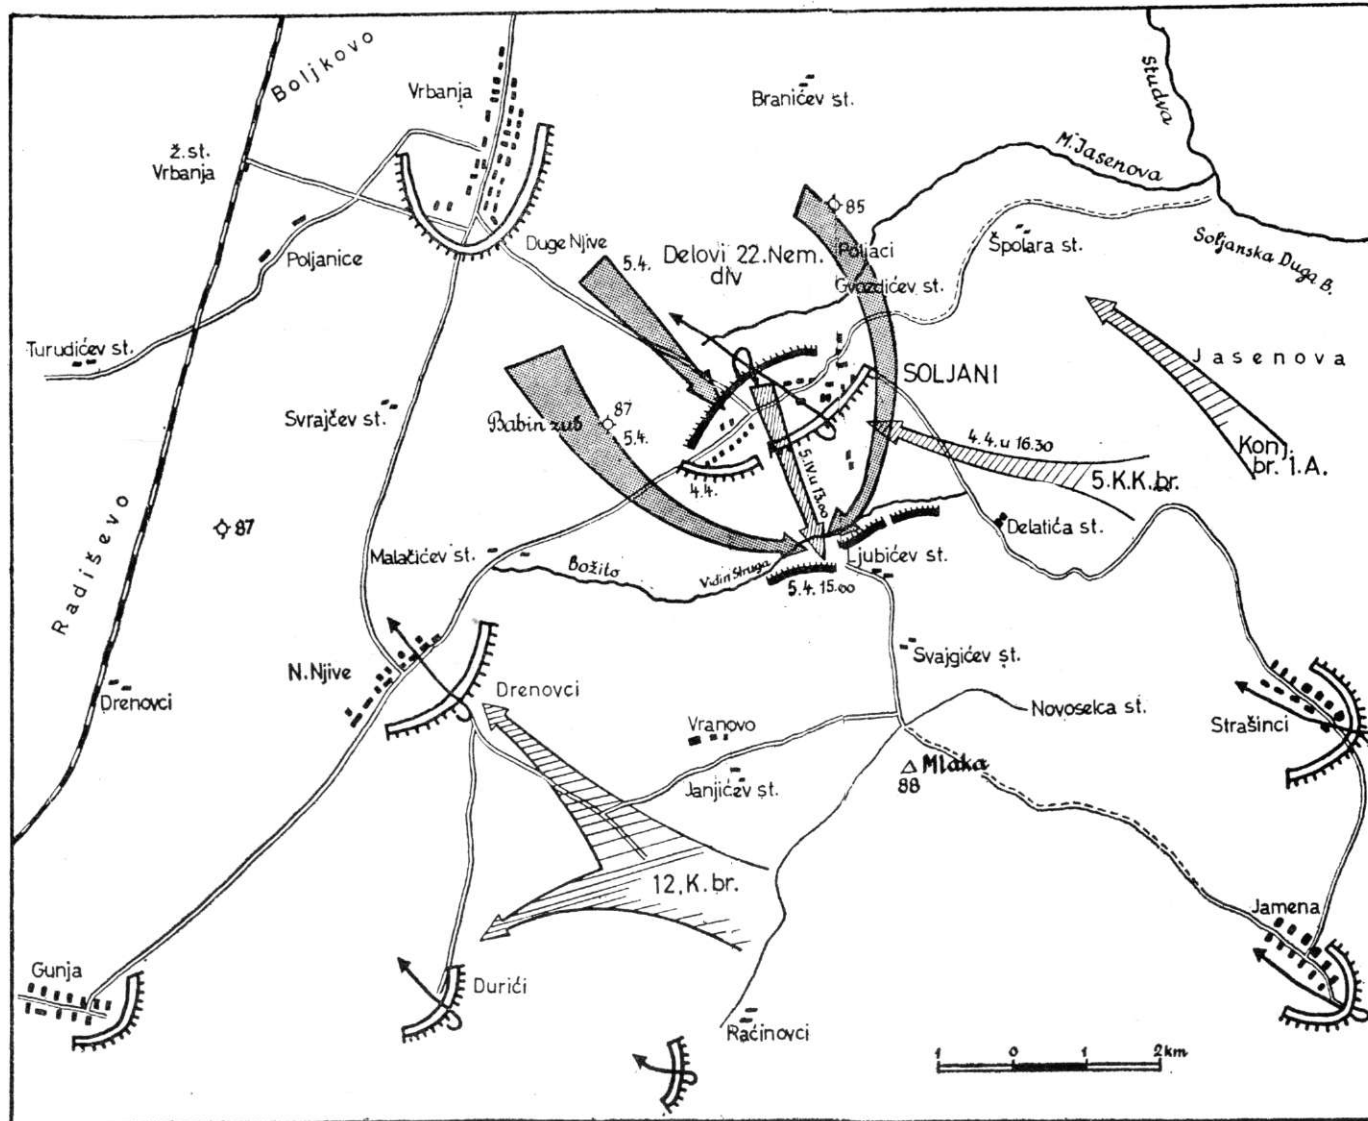 Boljkovo
Vrbanja
Branićev st.
Studva
ž. st.
Vrbanja
M. Jasenova
85
Duge Njive
5.4.
Delovi 22. Nem.
div
Poljaci
Gvozdićev st.
Špolara st.
Soljanska Duga B.
Poljanice
Turudićev st.
Jasenova
SOLJANI
Svrajčev st.
Babin zub
87
5.4.
4.4. u 16.30
Konj.
br. 1.A.
5.K.K.br.
4.4.
5.IV.u 13.00
Radiševo
87
Malačićev st.
Božito
Vidin Struga
Ljubićev st.
Delatića st.
5.4. 15.00
N. Njive
Drenovci
Drenovci
Svajgićev st.
Vranovo
Novoselca st.
Strašinci
Janjićev st.
Mlaka
88
12.K.br.
Jamena
Gunja
Durići
Račinovci
1 0 1 2 km